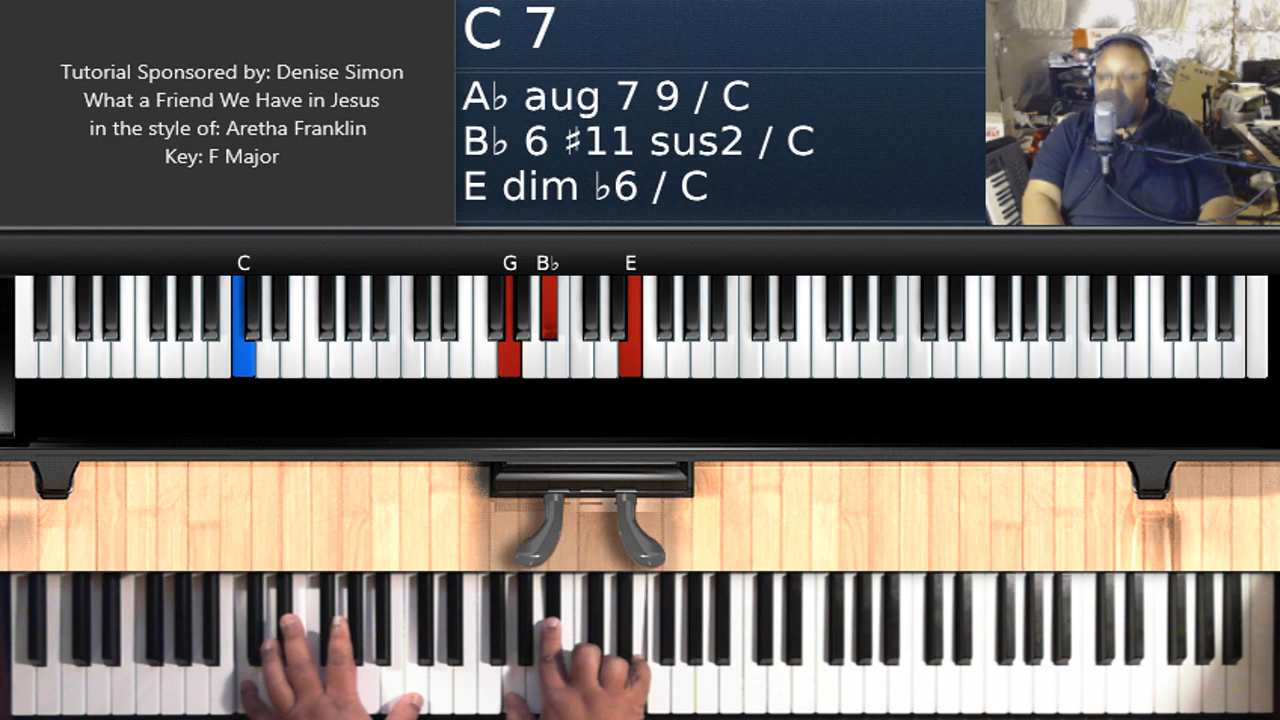 Tutorial Sponsored by: Denise Simon
What a Friend We Have in Jesus
in the style of: Aretha Franklin
Key: F Major
C 7
A♭ aug 7 9 / C
B♭ 6 ♯11 sus2 / C
E dim ♭6 / C
C G B♭ E